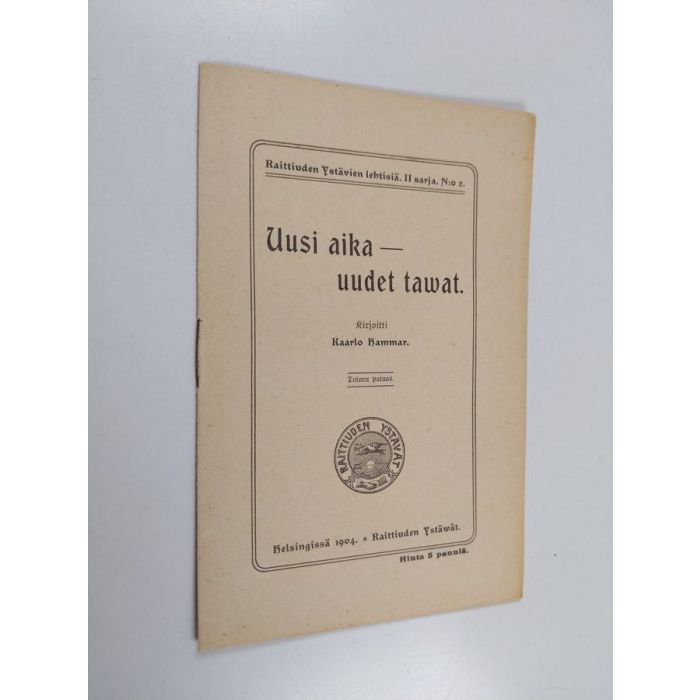 Raittiuden Ystävien lehtisiä. II sarja. N:o 2.
Uusi aika —
uudet tawat.
Kirjoitti
Kaarlo Hammar.
Toinen painos.
RAITTIUDEN YSTÄVÄT
Helsingissä 1904. * Raittiuden Ystäwät.
Hinta 5 penniä.